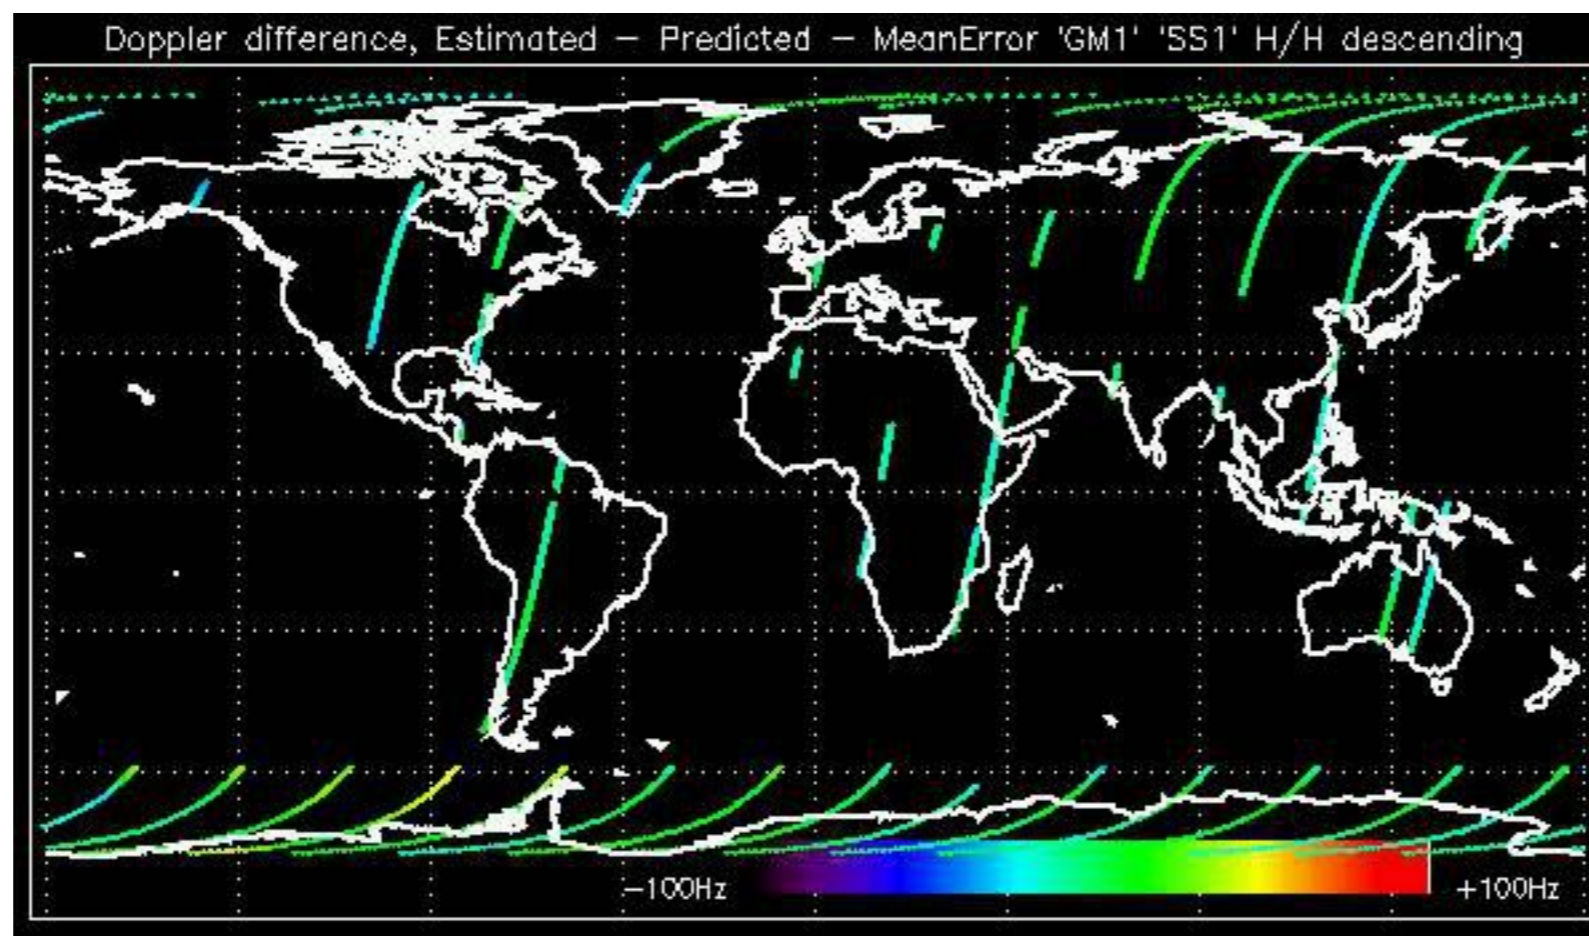 Doppler difference, Estimated – Predicted – MeanError 'GM1' 'SS1' H/H descending
–100Hz +100Hz